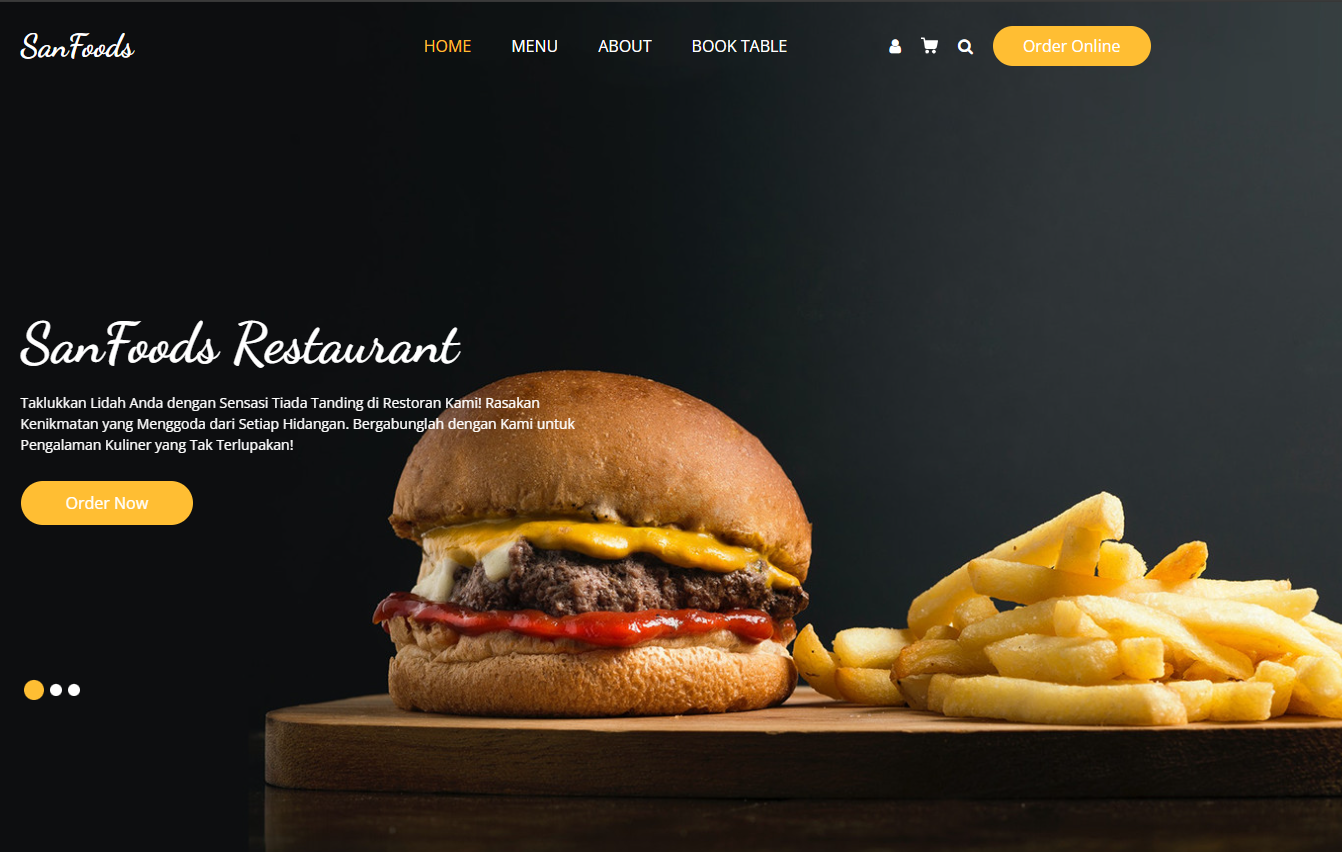 SanFoods
HOME MENU ABOUT BOOK TABLE Order Online
SanFoods Restaurant
Taklukkan Lidah Anda dengan Sensasi Tiada Tanding di Restoran Kami! Rasakan
Kenikmatan yang Menggoda dari Setiap Hidangan. Bergabunglah dengan Kami untuk
Pengalaman Kuliner yang Tak Terlupakan!
Order Now